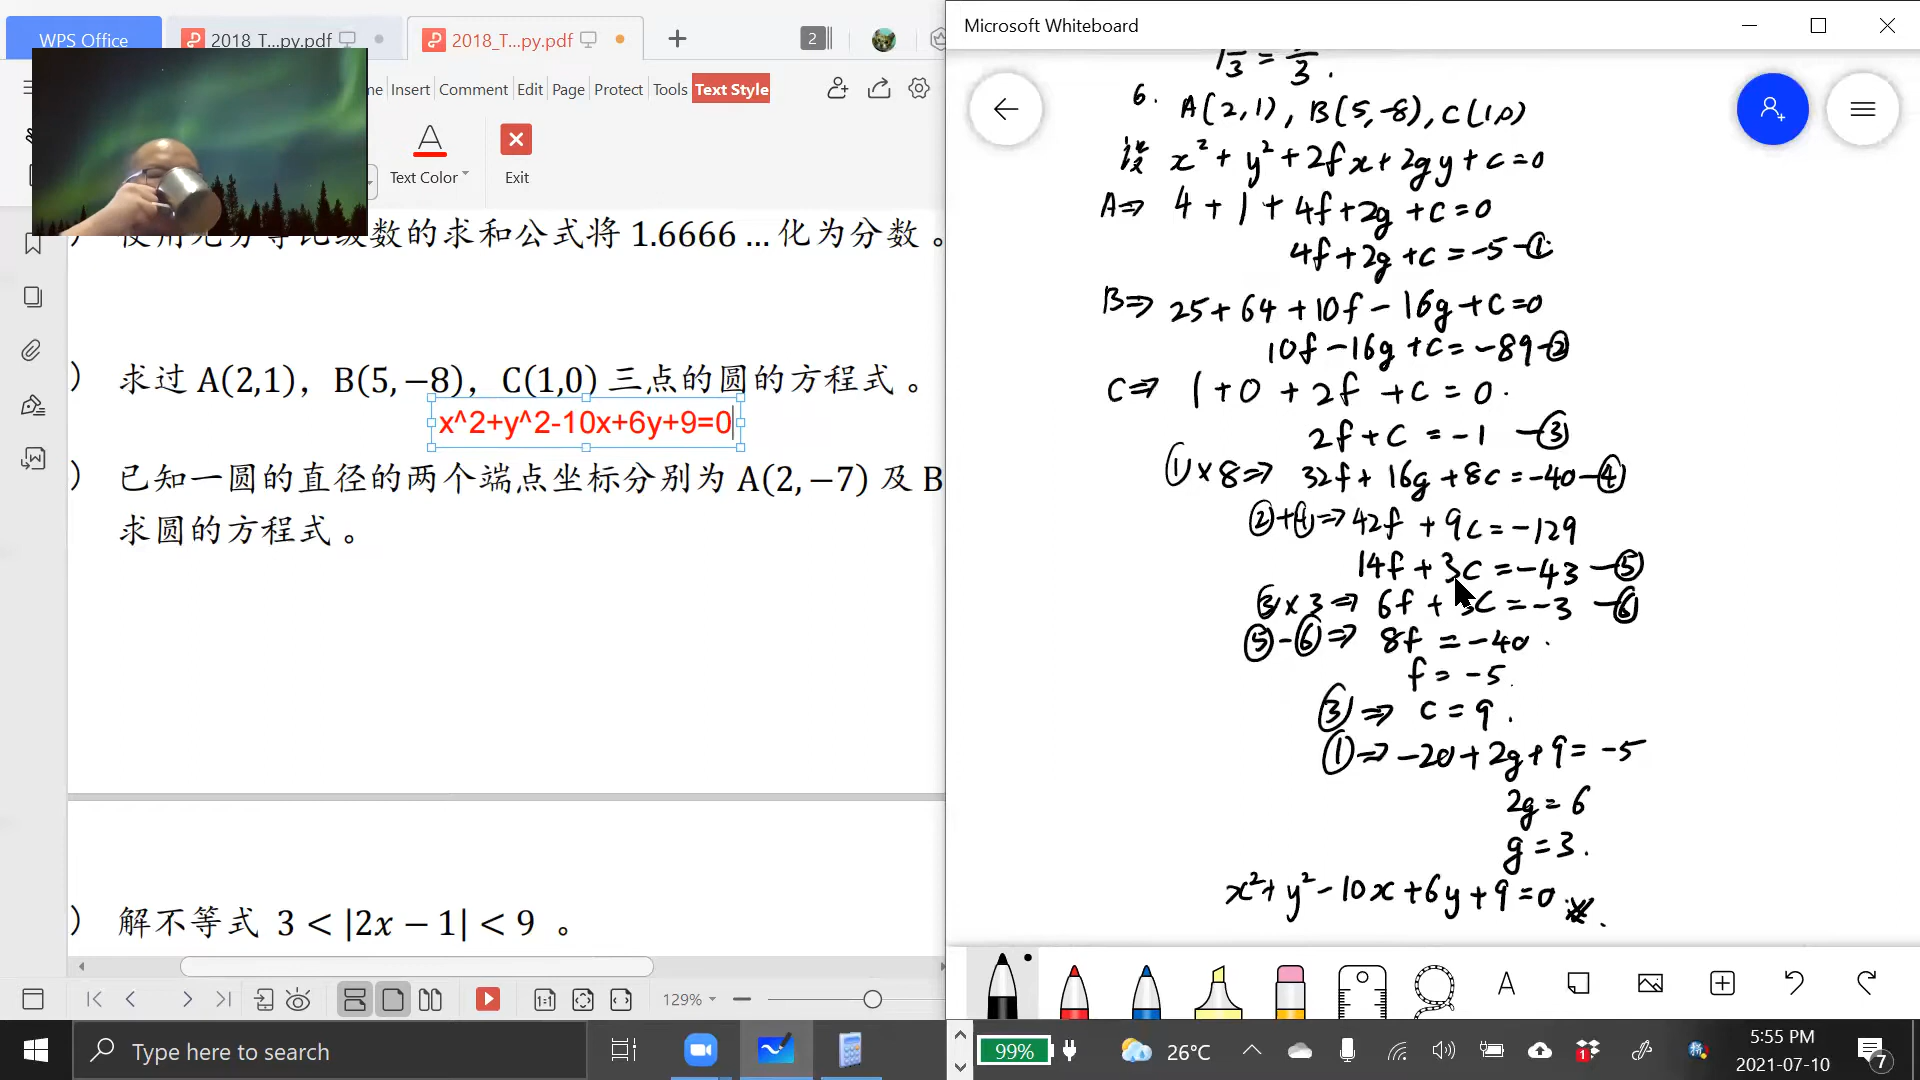 WPS Office
2018_T...py.pdf
2018_T...py.pdf
2
Insert
Comment
Edit
Page
Protect
Tools
Text Style
Text Color
Exit
求和公式将 1.6666 … 化为分数 。
) 求过 A(2,1)，B(5,−8)，C(1,0) 三点的圆的方程式 。
x^2+y^2-10x+6y+9=0
) 已知一圆的直径的两个端点坐标分别为 A(2,−7) 及 B
求圆的方程式 。
) 解不等式 3 < |2x − 1| < 9 。
129%
Microsoft Whiteboard
6. A(2,1), B(5,-8), C(1,0)
设 x² + y² + 2fx + 2gy + c = 0
A⇒ 4 + 1 + 4f + 2g + c = 0
4f + 2g + c = -5 -①
B⇒ 25 + 64 + 10f - 16g + c = 0
10f - 16g + c = -89 -②
C⇒ 1 + 0 + 2f + c = 0.
2f + c = -1 -③
① × 8 ⇒ 32f + 16g + 8c = -40 -④
②+④ ⇒ 42f + 9c = -129
14f + 3c = -43 -⑤
③ × 3 ⇒ 6f + 3c = -3 -⑥
⑤ - ⑥ ⇒ 8f = -40.
f = -5.
③ ⇒ c = 9.
① ⇒ -20 + 2g + 9 = -5
2g = 6
g = 3.
x² + y² - 10x + 6y + 9 = 0
A
Type here to search
99%
26°C
1
5:55 PM
2021-07-10
7